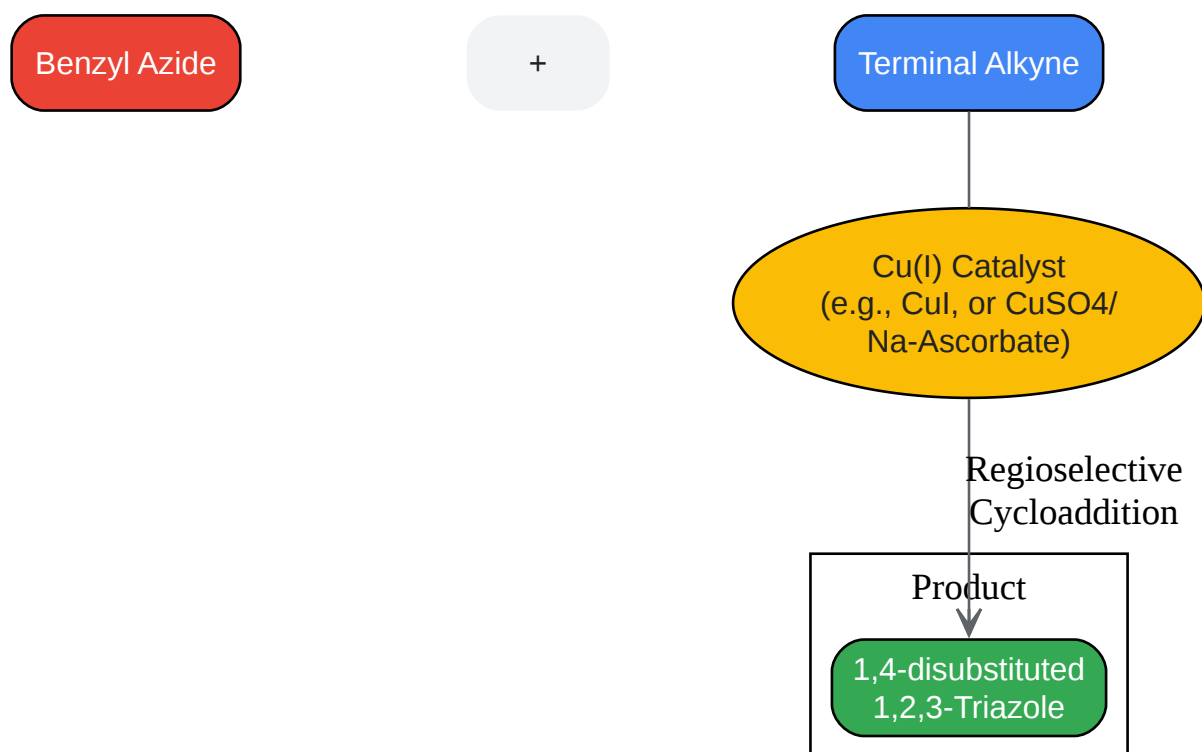 Benzyl Azide
+
Terminal Alkyne
Cu(I) Catalyst
(e.g., CuI, or CuSO4/
Na-Ascorbate)
Regioselective
Cycloaddition
Product
1,4-disubstituted
1,2,3-Triazole